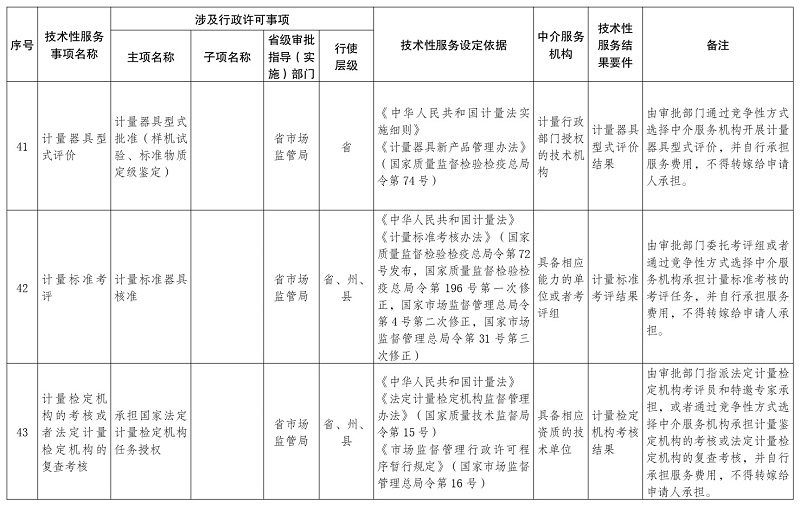 序号
技术性服务
事项名称
涉及行政许可事项
主项名称
子项名称
省级审批
指导（实
施）部门
行使
层级
技术性服务设定依据
中介服务
机构
技术性
服务结
果要件
备注
41
计量器具型
式评价
计量器具型式
批准（样机试
验、标准物质
定级鉴定）
省市场
监管局
省
《中华人民共和国计量法实
施细则》
《计量器具新产品管理办法》
（国家质量监督检验检疫总局
令第 74 号）
计量行政
部门授权
的技术机
构
计量器具
型式评价
结果
由审批部门通过竞争性方式
选择中介服务机构开展计量
器具型式评价，并自行承担
服务费用，不得转嫁给申请
人承担。
42
计量标准考
评
计量标准器具
核准
省市场
监管局
省、州、
县
《中华人民共和国计量法》
《计量标准考核办法》（国家
质量监督检验检疫总局令第 72
号发布，国家质量监督检验检
疫总局令第 196 号第一次修
正，国家市场监督管理总局令
第 4 号第二次修正，国家市场
监督管理总局令第 31 号第三
次修正）
具备相应
能力的单
位或者考
评组
计量标准
考评结果
由审批部门委托考评组或者
通过竞争性方式选择中介服
务机构承担计量标准考核的
考评任务，并自行承担服务
费用，不得转嫁给申请人承
担。
43
计量检定机
构的考核或
者法定计量
检定机构的
复查考核
承担国家法定
计量检定机构
任务授权
省市场
监管局
省、州、
县
《中华人民共和国计量法》
《法定计量检定机构监督管理
办法》（国家质量技术监督局
令第 15 号）
《市场监督管理行政许可程
序暂行规定》（国家市场监督
管理总局令第 16 号）
具备相应
资质的技
术单位
计量检定
机构考核
结果
由审批部门指派法定计量检
定机构考评员和特邀专家承
担，或者通过竞争性方式选
择中介服务机构承担计量鉴
定机构的考核或法定计量检
定机构的复查考核，并自行
承担服务费用，不得转嫁给
申请人承担。